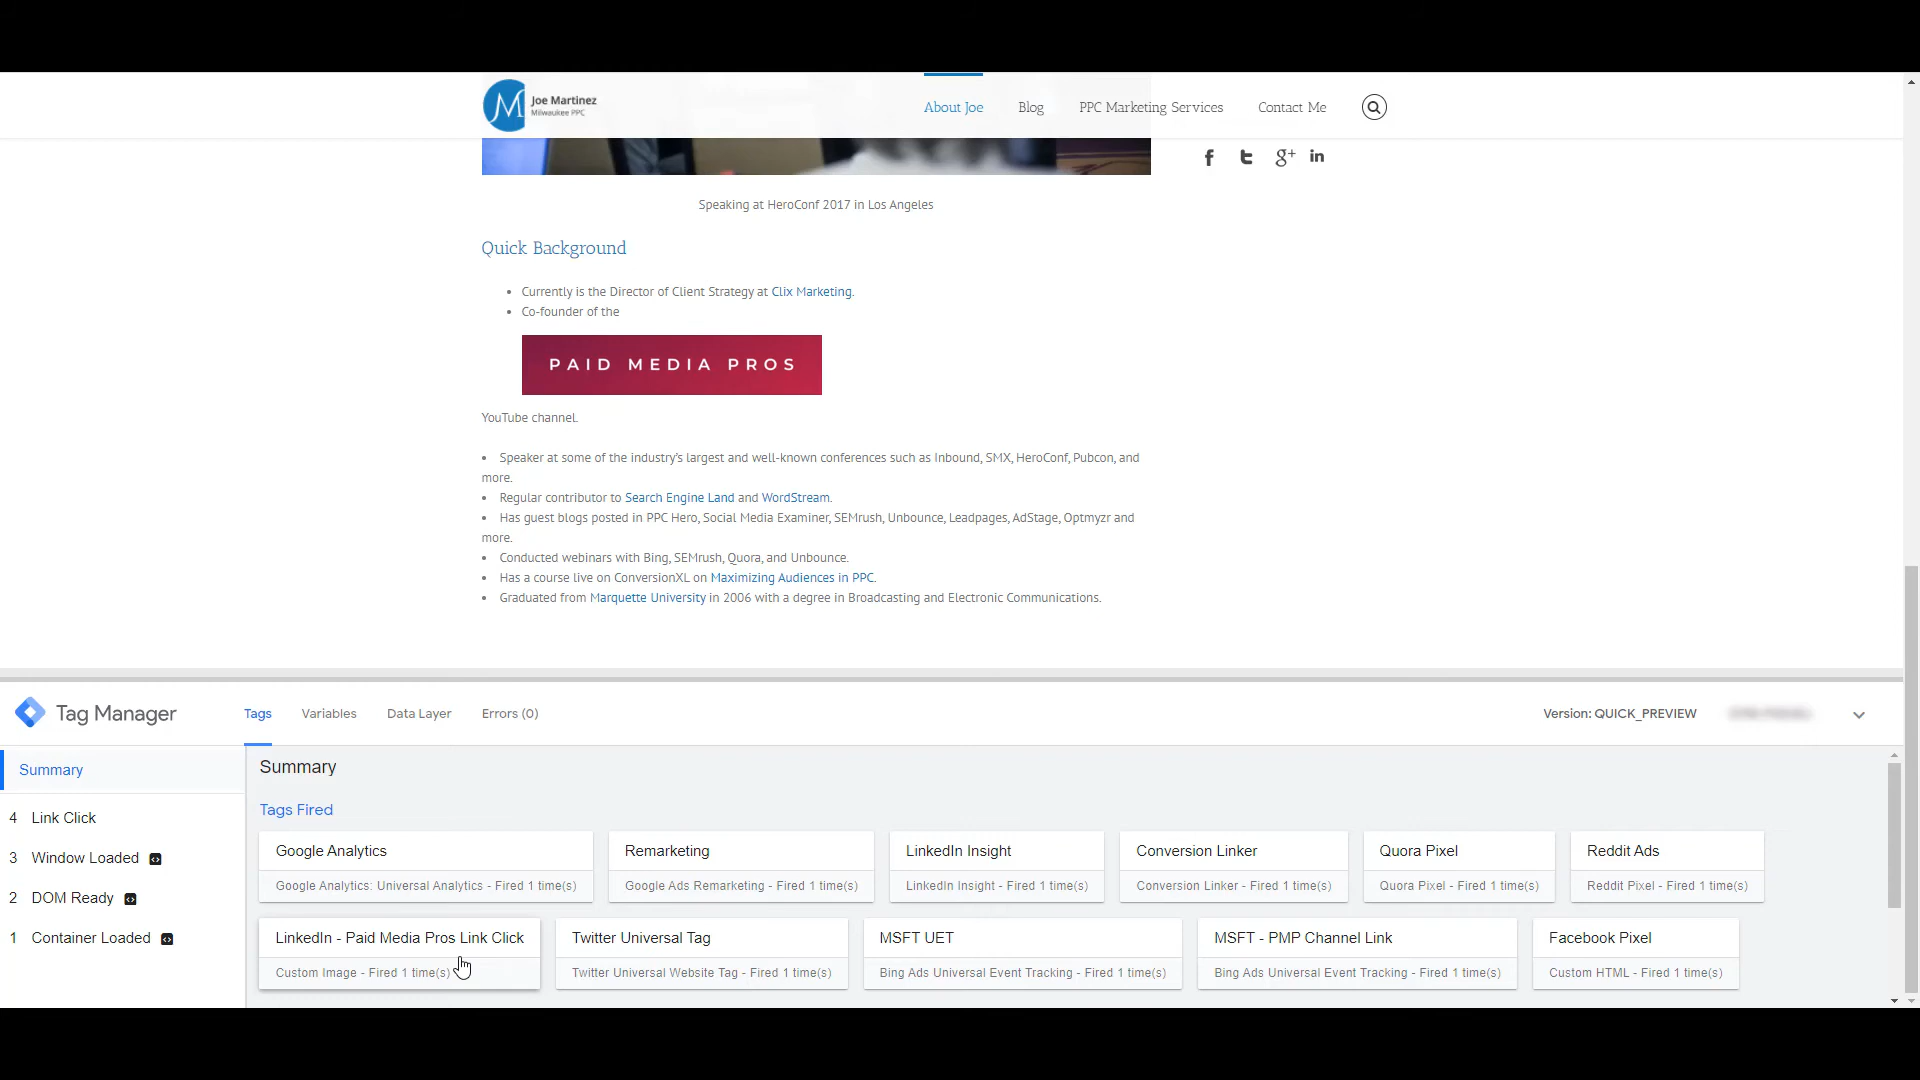 Joe Martinez
Milwaukee PPC
About Joe
Blog
PPC Marketing Services
Contact Me
Speaking at HeroConf 2017 in Los Angeles
Quick Background
• Currently is the Director of Client Strategy at Clix Marketing.
• Co-founder of the
PAID MEDIA PROS
YouTube channel.
• Speaker at some of the industry's largest and well-known conferences such as Inbound, SMX, HeroConf, Pubcon, and
more.
• Regular contributor to Search Engine Land and WordStream.
• Has guest blogs posted in PPC Hero, Social Media Examiner, SEMrush, Unbounce, Leadpages, AdStage, Optmyzr and
more.
• Conducted webinars with Bing, SEMrush, Quora, and Unbounce.
• Has a course live on ConversionXL on Maximizing Audiences in PPC.
• Graduated from Marquette University in 2006 with a degree in Broadcasting and Electronic Communications.
Tag Manager
Tags
Variables
Data Layer
Errors (0)
Version: QUICK_PREVIEW
Summary
4 Link Click
3 Window Loaded
2 DOM Ready
1 Container Loaded
Summary
Tags Fired
Google Analytics
Google Analytics: Universal Analytics - Fired 1 time(s)
Remarketing
Google Ads Remarketing - Fired 1 time(s)
LinkedIn Insight
LinkedIn Insight - Fired 1 time(s)
Conversion Linker
Conversion Linker - Fired 1 time(s)
Quora Pixel
Quora Pixel - Fired 1 time(s)
Reddit Ads
Reddit Pixel - Fired 1 time(s)
LinkedIn - Paid Media Pros Link Click
Custom Image - Fired 1 time(s)
Twitter Universal Tag
Twitter Universal Website Tag - Fired 1 time(s)
MSFT UET
Bing Ads Universal Event Tracking - Fired 1 time(s)
MSFT - PMP Channel Link
Bing Ads Universal Event Tracking - Fired 1 time(s)
Facebook Pixel
Custom HTML - Fired 1 time(s)